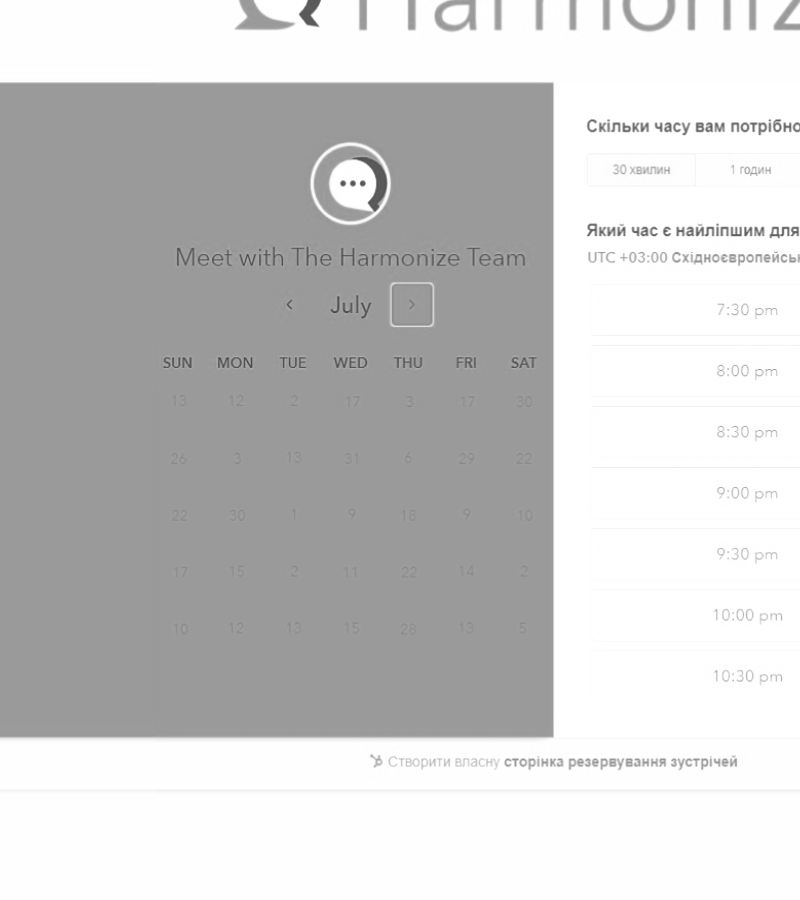 Harmoniz
Meet with The Harmonize Team
July
SUN MON TUE WED THU FRI SAT
13 12 2 17 3 17 30
26 3 13 31 6 29 22
22 30 1 9 18 9 10
17 15 2 11 22 14 2
10 12 13 15 28 13 5
Скільки часу вам потрібно
30 хвилин 1 годин
Який час є найліпшим для
UTC +03:00 Східноєвропейськ
7:30 pm
8:00 pm
8:30 pm
9:00 pm
9:30 pm
10:00 pm
10:30 pm
Створити власну сторінка резервування зустрічей